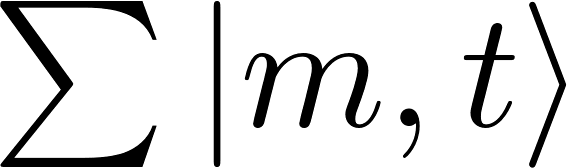 ∑ |m, t⟩